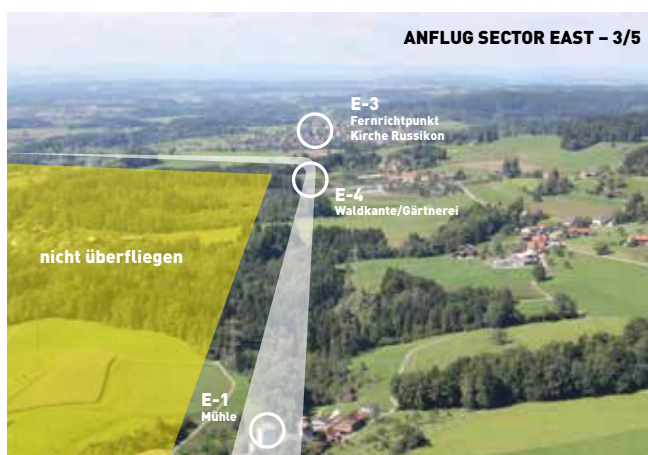 ANFLUG SECTOR EAST – 3/5
E-3
Fernrichtpunkt
Kirche Russikon
E-4
Waldkante/Gärtnerei
nicht überfliegen
E-1
Mühle